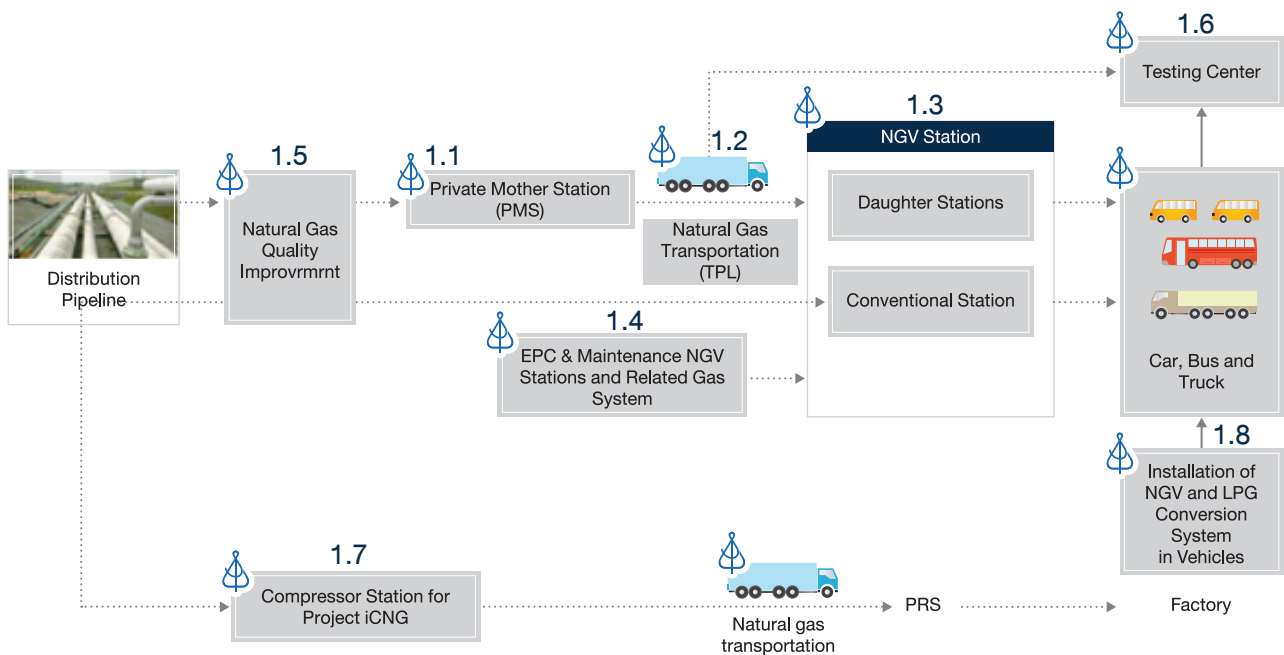 1.6
Testing Center
1.3
NGV Station
1.2
1.5
1.1
Private Mother Station
(PMS)
Daughter Stations
Natural Gas
Quality
Improvrmrnt
Natural Gas
Transportation
(TPL)
Distribution
Pipeline
Conventional Station
1.4
EPC & Maintenance NGV
Stations and Related Gas
System
Car, Bus and
Truck
1.8
Installation of
NGV and LPG
Conversion
System
in Vehicles
1.7
Compressor Station for
Project iCNG
Natural gas
transportation
PRS
Factory